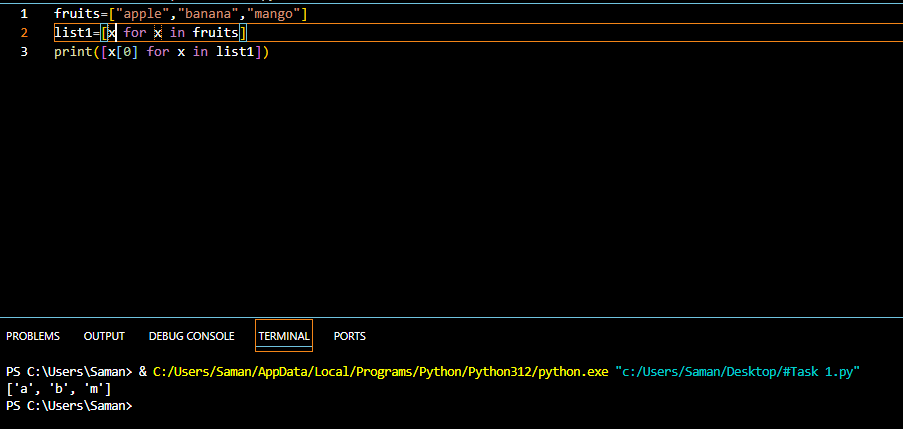 1 fruits=["apple","banana","mango"]
2 list1=[x for x in fruits]
3 print([x[0] for x in list1])
PROBLEMS OUTPUT DEBUG CONSOLE TERMINAL PORTS
PS C:\Users\Saman> & C:/Users/Saman/AppData/Local/Programs/Python/Python312/python.exe "c:/Users/Saman/Desktop/#Task 1.py"
['a', 'b', 'm']
PS C:\Users\Saman>